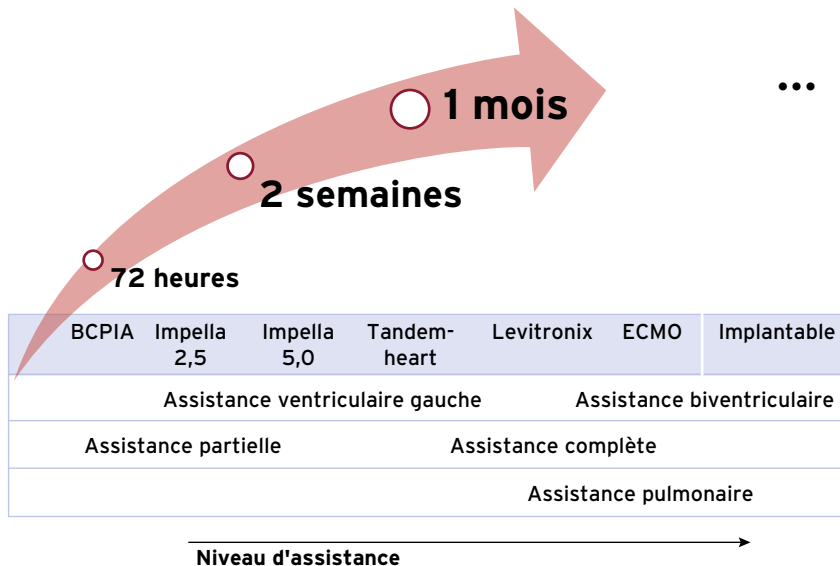 ...
1 mois
2 semaines
72 heures
BCPIA Impella Impella Tandem- Levitronix ECMO Implantable
2,5 5,0 heart
Assistance ventriculaire gauche Assistance biventriculaire
Assistance partielle Assistance complète
Assistance pulmonaire
Niveau d'assistance